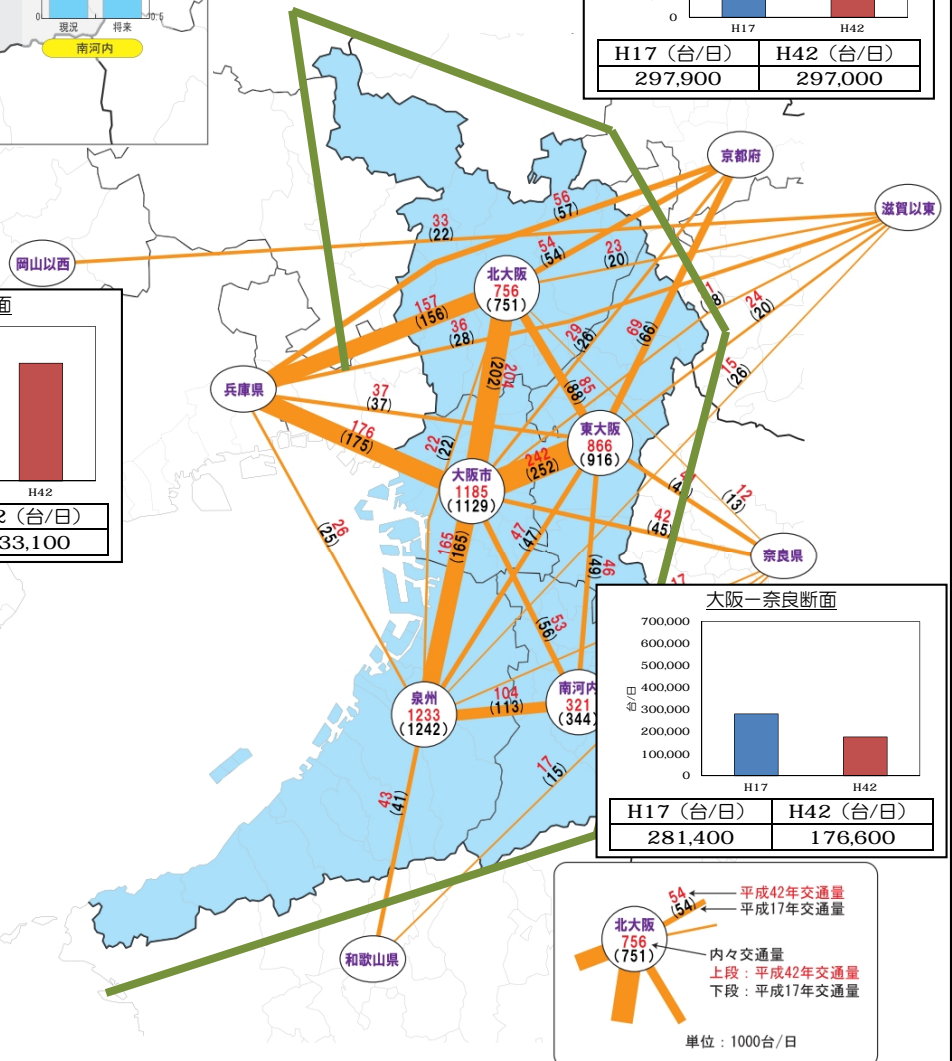 0
0.5
現況
将来
南河内
0
H17
H42
H17（台/日）
H42（台/日）
297,900
297,000
京都府
滋賀以東
岡山以西
56
(57)
33
(22)
54
(54)
23
(20)
北大阪
756
(751)
157
(156)
36
(28)
29
(26)
69
(66)
24
(20)
15
(26)
面
H42
（台/日）
33,100
兵庫県
37
(37)
204
(202)
85
(88)
176
(175)
22
(22)
東大阪
866
(916)
242
(252)
大阪市
1185
(1129)
12
(13)
26
(25)
165
(165)
47
(47)
42
(45)
奈良県
46
(49)
17
53
(56)
泉州
1233
(1242)
104
(113)
南河内
321
(344)
17
(15)
43
(41)
和歌山県
大阪－奈良断面
700,000
600,000
500,000
400,000
300,000
200,000
100,000
0
台/日
H17
H42
H17（台/日）
H42（台/日）
281,400
176,600
54
(54)
平成42年交通量
平成17年交通量
北大阪
756
(751)
内々交通量
上段：平成42年交通量
下段：平成17年交通量
単位：1000台/日